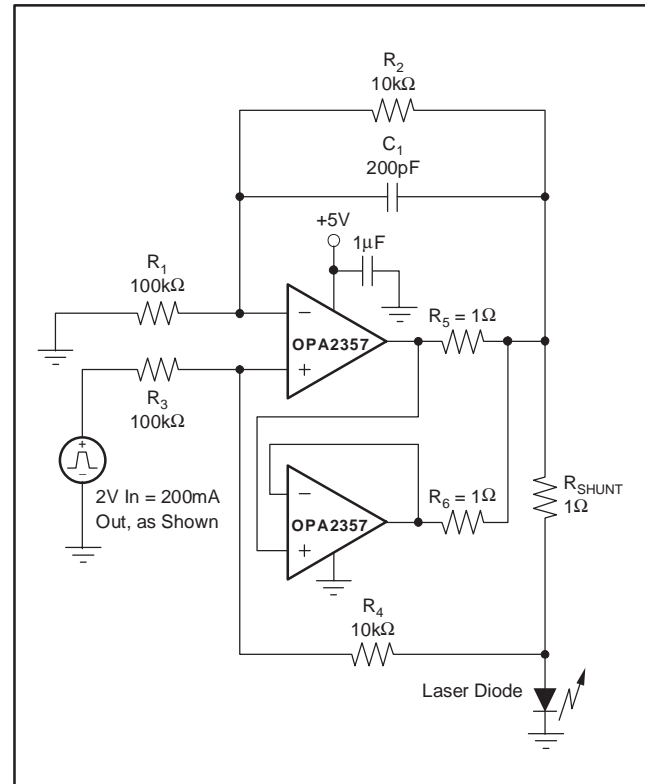 R2
10kΩ
C1
200pF
+5V
1µF
R1
100kΩ
−
OPA2357
+
R5 = 1Ω
R3
100kΩ
+
−
2V In = 200mA
Out, as Shown
−
OPA2357
+
R6 = 1Ω
RSHUNT
1Ω
R4
10kΩ
Laser Diode